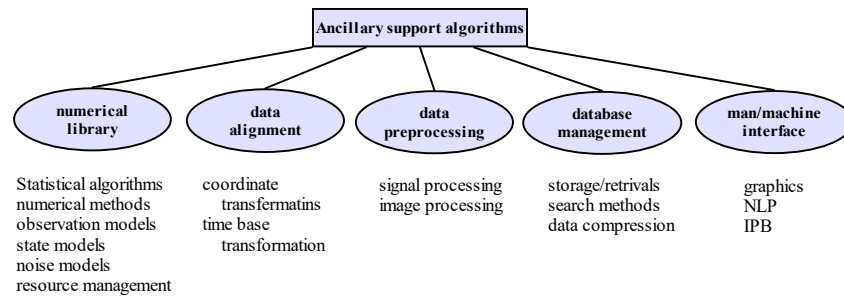 Ancillary support algorithms
numerical
library
data
alignment
data
preprocessing
database
management
man/machine
interface
Statistical algorithms
numerical methods
observation models
state models
noise models
resource management
coordinate
transfermatins
time base
transformation
signal processing
image processing
storage/retrivals
search methods
data compression
graphics
NLP
IPB